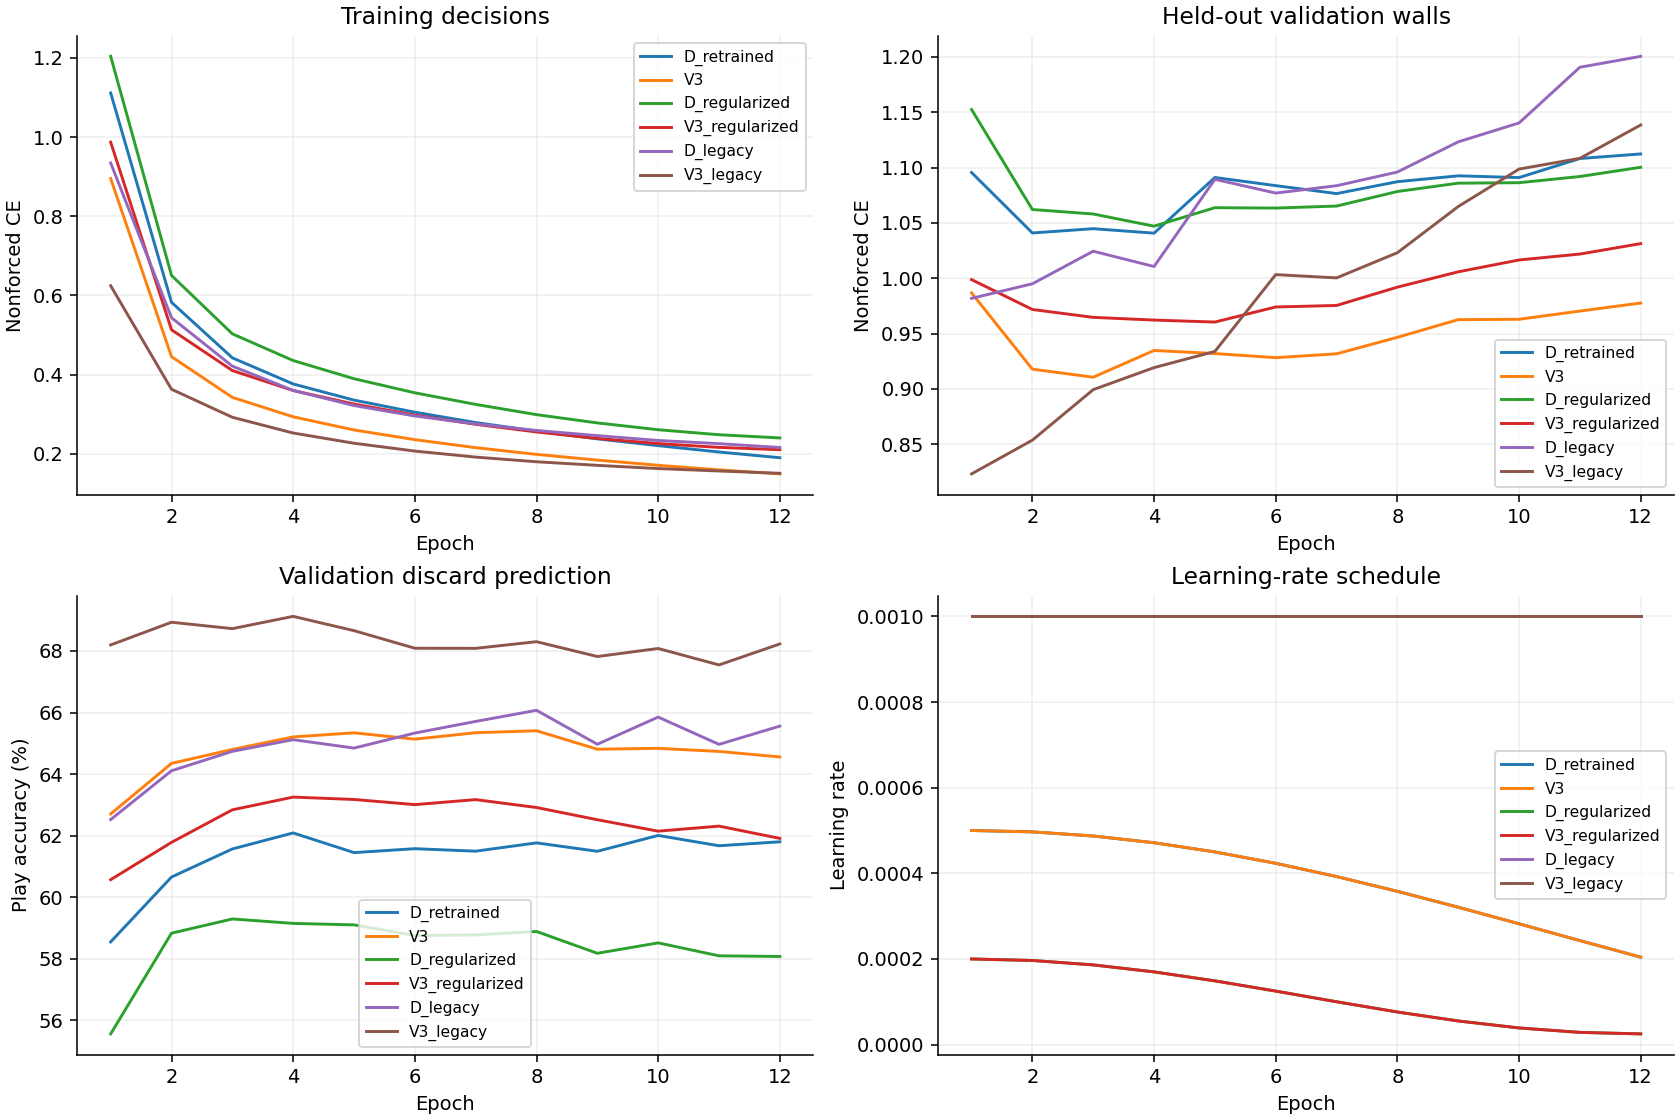 Training decisions
Nonforced CE
1.2
1.0
0.8
0.6
0.4
0.2
D_retrained
V3
D_regularized
V3_regularized
D_legacy
V3_legacy
2 4 6 8 10 12
Epoch
Held-out validation walls
Nonforced CE
1.20
1.15
1.10
1.05
1.00
0.95
0.90
0.85
D_retrained
V3
D_regularized
V3_regularized
D_legacy
V3_legacy
2 4 6 8 10 12
Epoch
Validation discard prediction
Play accuracy (%)
68
66
64
62
60
58
56
D_retrained
V3
D_regularized
V3_regularized
D_legacy
V3_legacy
2 4 6 8 10 12
Epoch
Learning-rate schedule
Learning rate
0.0010
0.0008
0.0006
0.0004
0.0002
0.0000
D_retrained
V3
D_regularized
V3_regularized
D_legacy
V3_legacy
2 4 6 8 10 12
Epoch